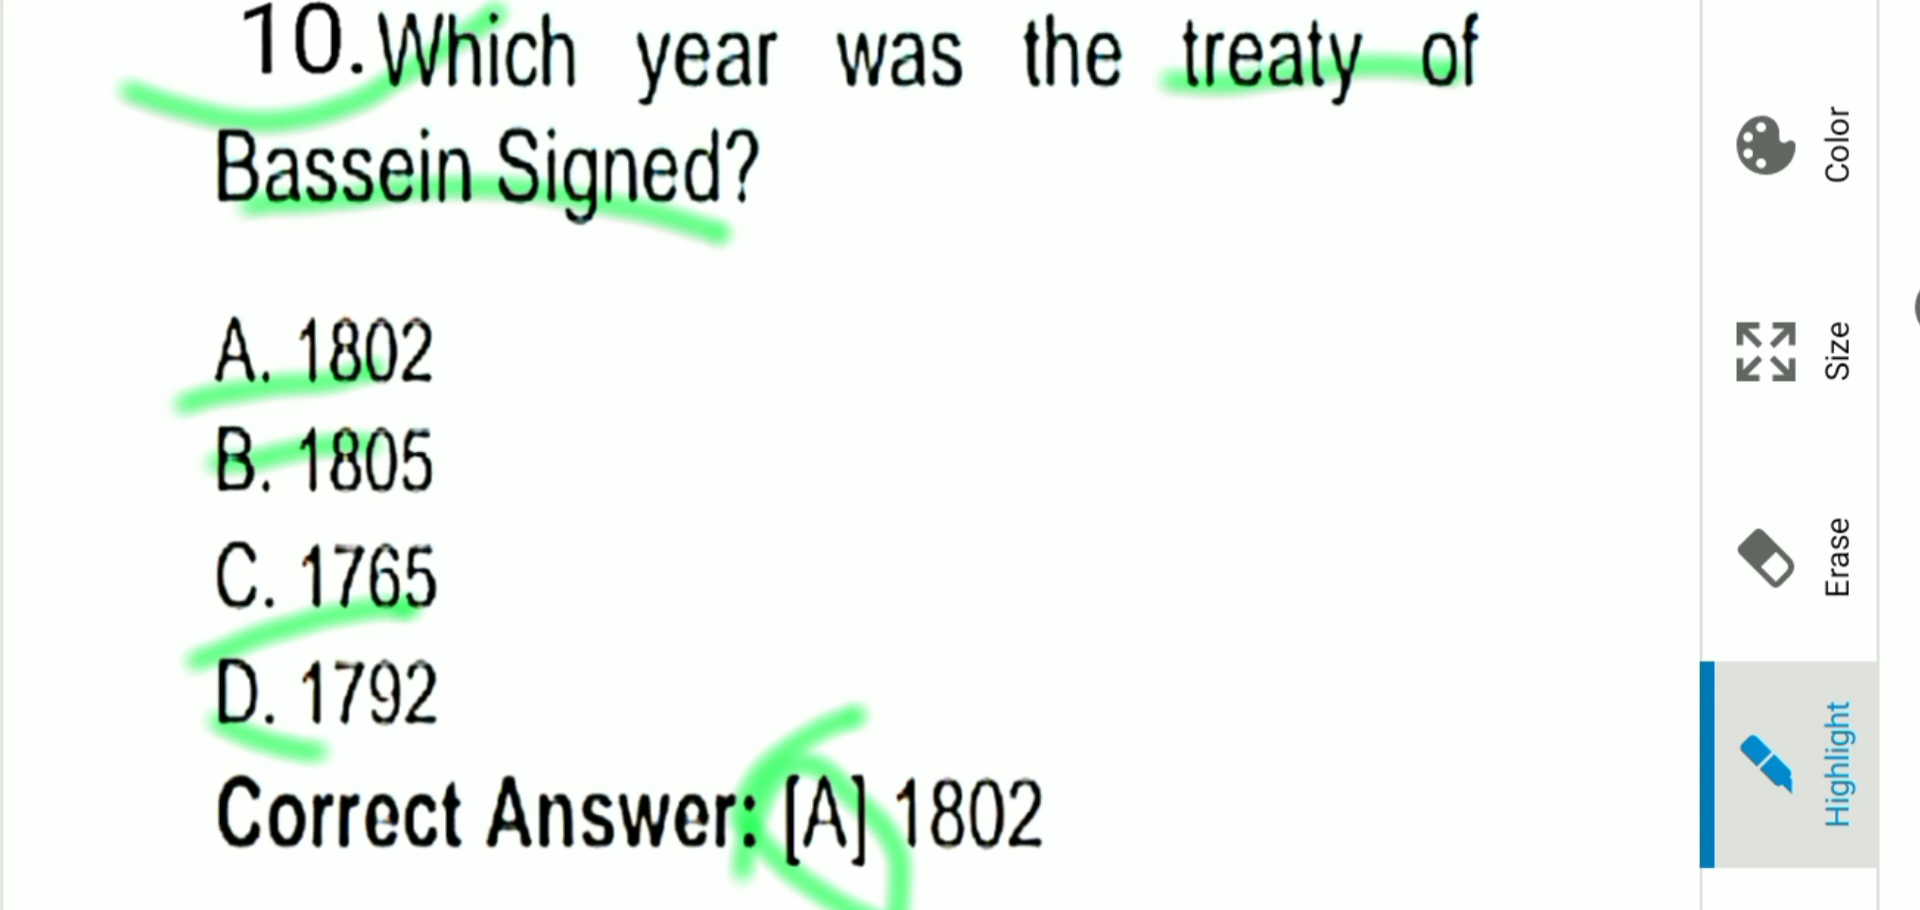 10. Which year was the treaty of
Bassein Signed?
A. 1802
B. 1805
C. 1765
D. 1792
Correct Answer: [A] 1802
Color
Size
Erase
Highlight